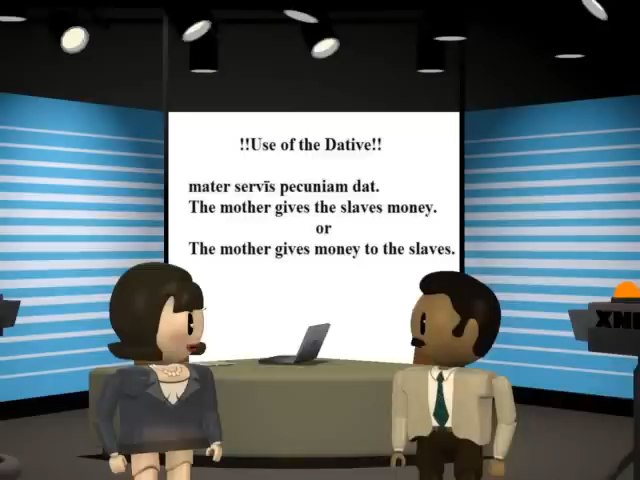 !!Use of the Dative!!
mater servīs pecuniam dat.
The mother gives the slaves money.
or
The mother gives money to the slaves.